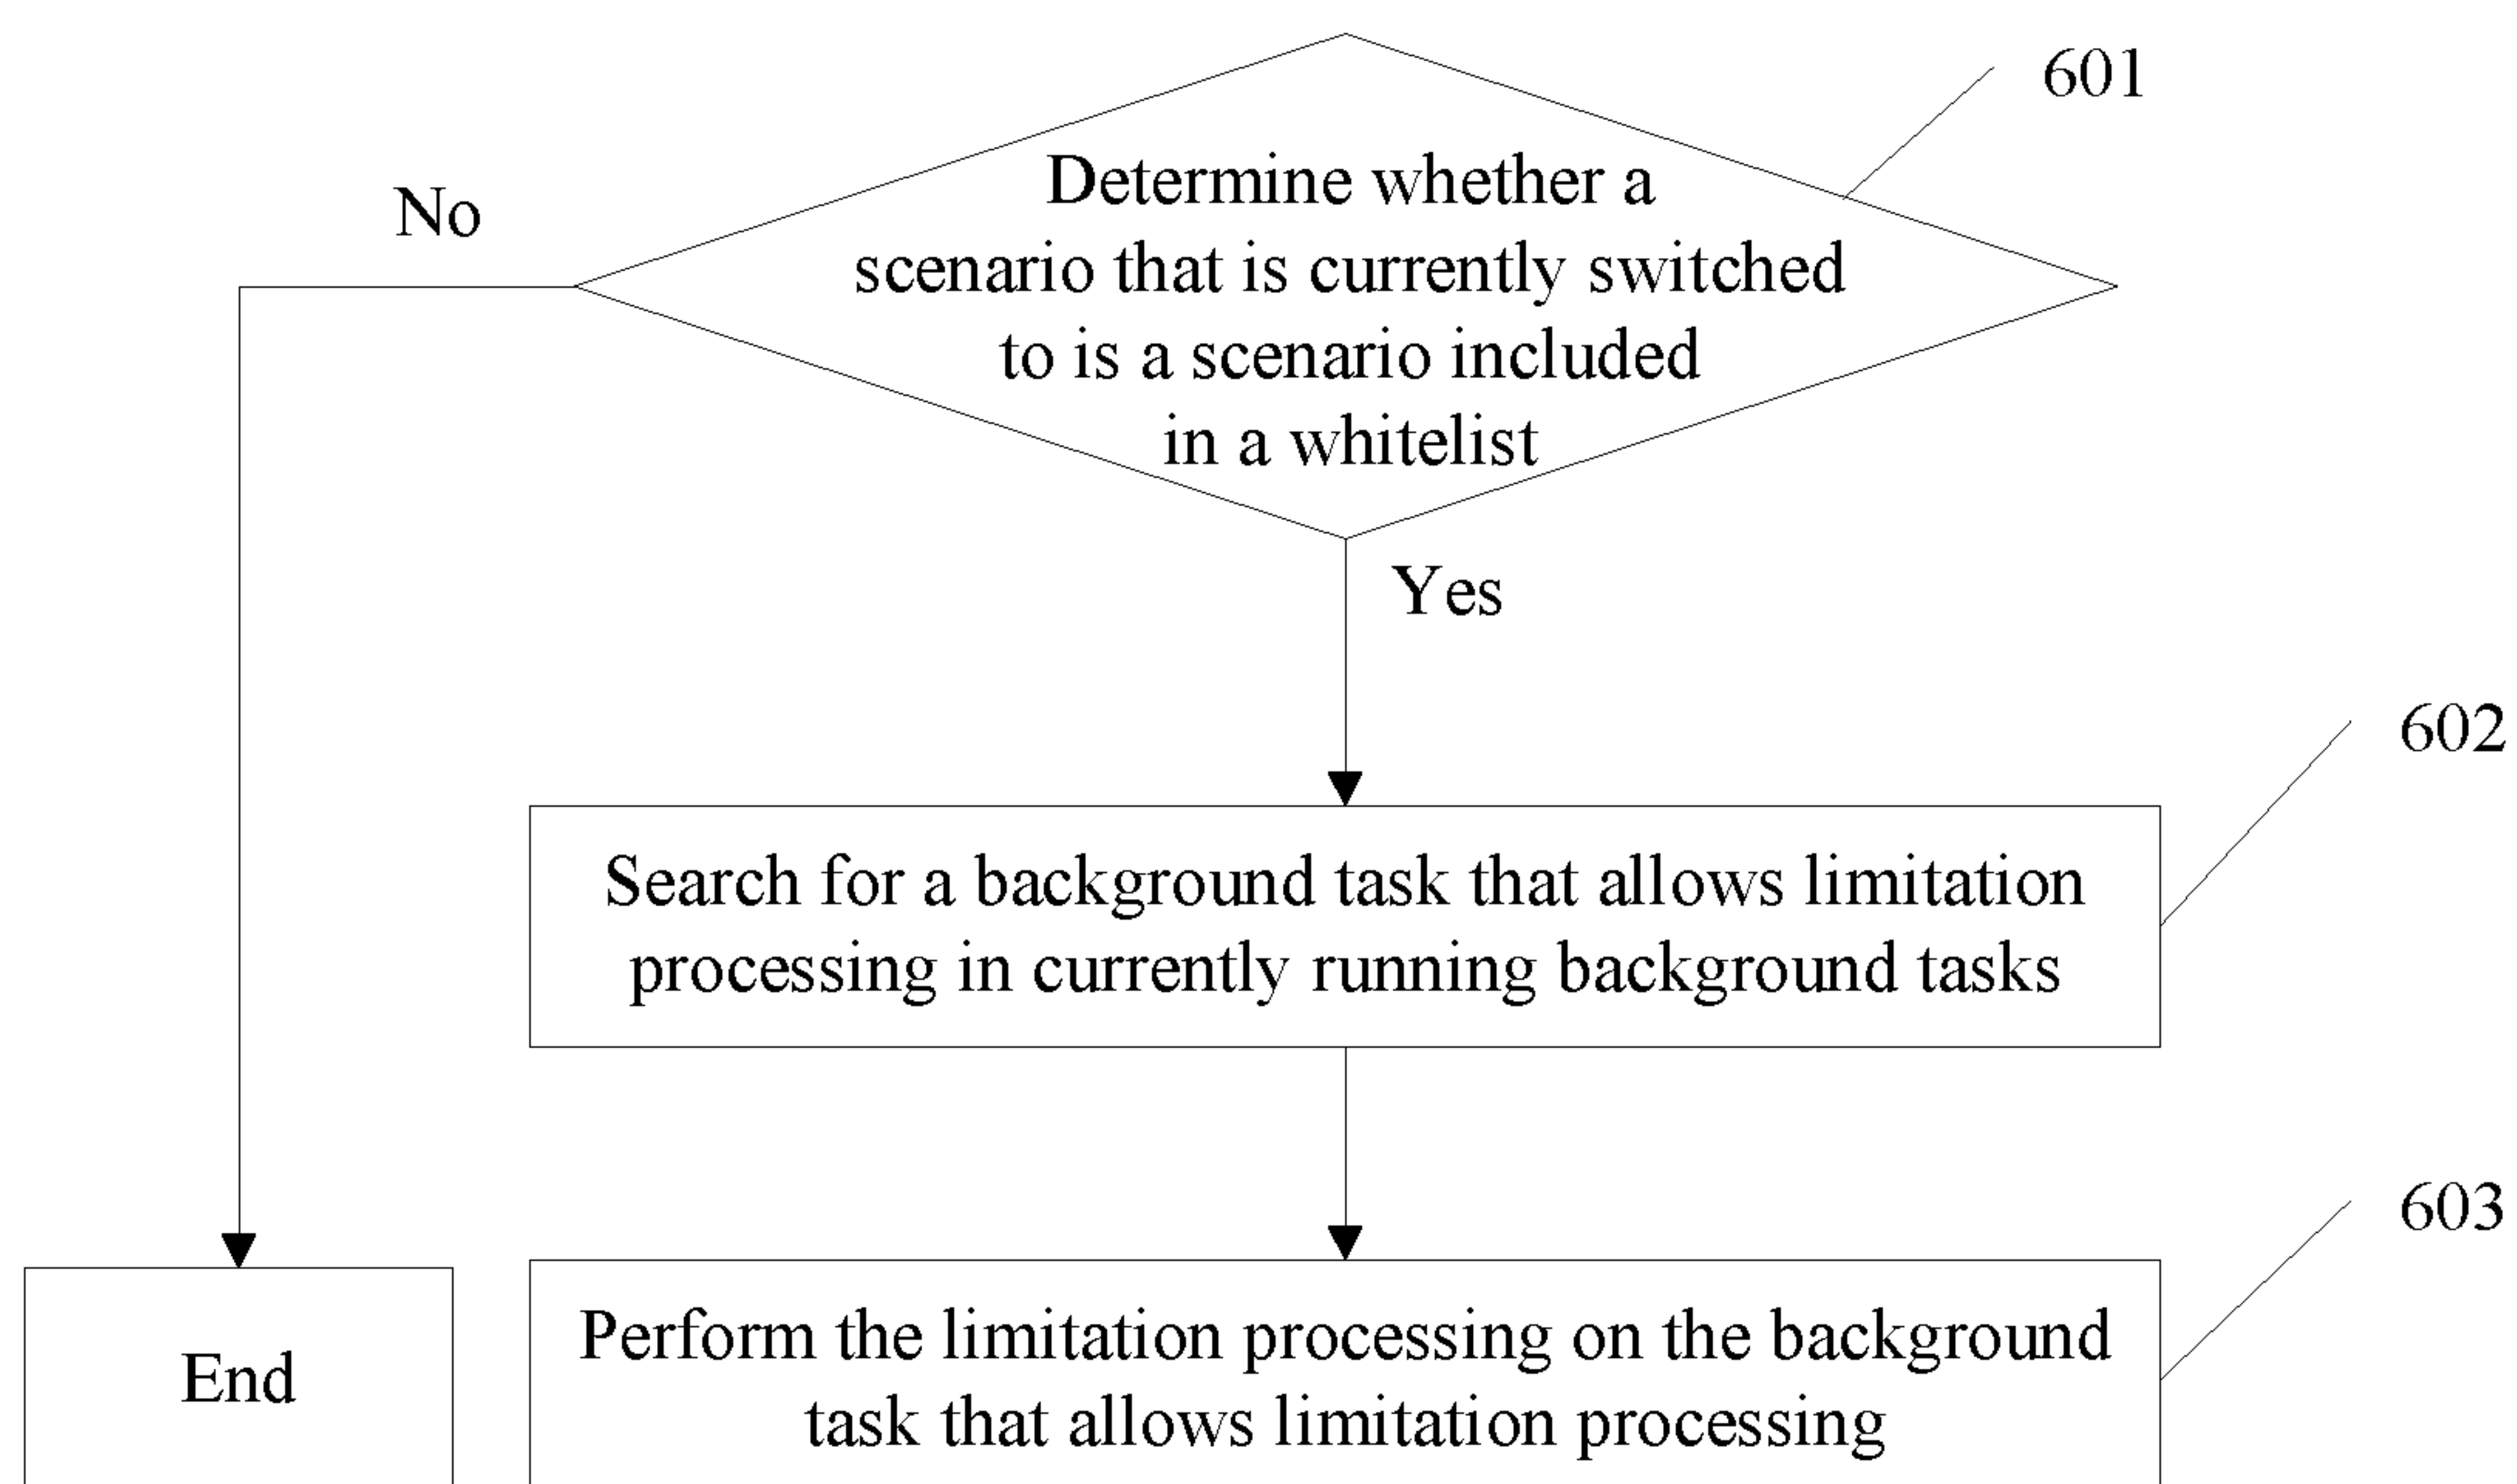 601
Determine whether a
scenario that is currently switched
to is a scenario included
in a whitelist
No
Yes
602
Search for a background task that allows limitation
processing in currently running background tasks
603
Perform the limitation processing on the background
task that allows limitation processing
End